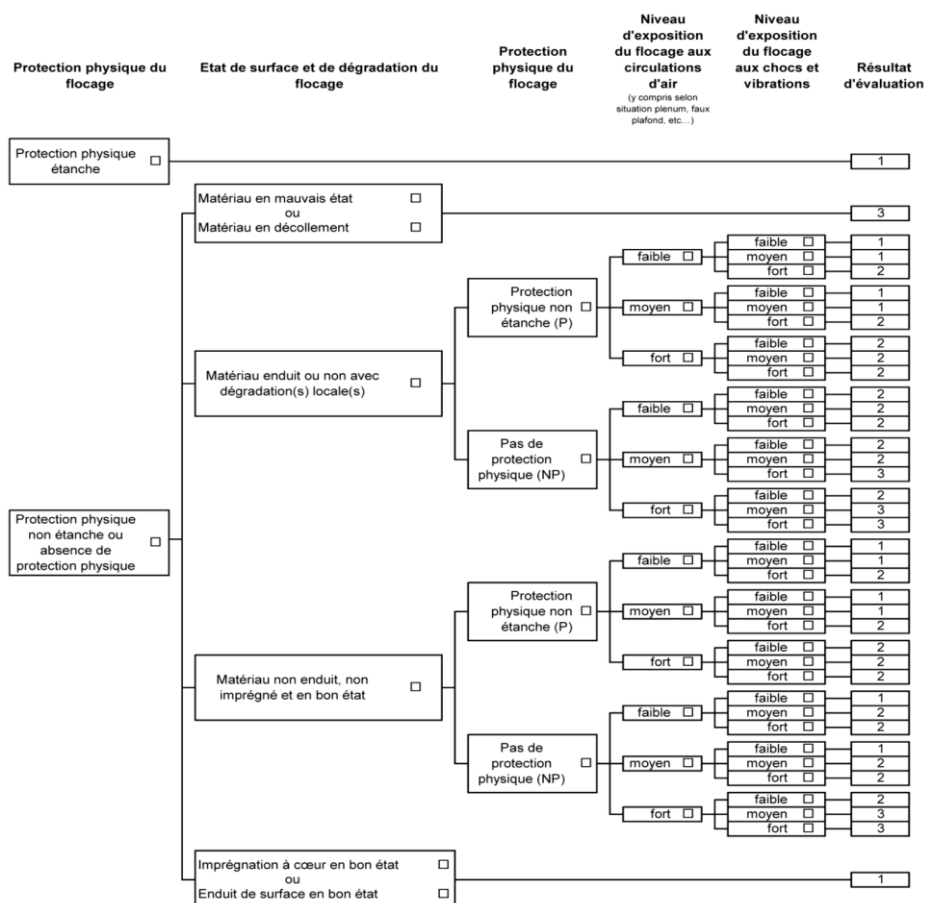 Protection physique du
flocage
Etat de surface et de dégradation du
flocage
Protection
physique du
flocage
Niveau
d'exposition
du flocage aux
circulations
d'air
(y compris selon
situation plenum, faux
plafond, etc…)
Niveau
d'exposition
du flocage
aux chocs et
vibrations
Résultat
d'évaluation
Protection physique
étanche
1
Matériau en mauvais état
ou
Matériau en décollement
3
Protection physique
non étanche ou
absence de
protection physique
Matériau enduit ou non avec
dégradation(s) locale(s)
Protection
physique non
étanche (P)
faible
faible 1
moyen 1
fort 2
moyen
faible 1
moyen 1
fort 2
fort
faible 2
moyen 2
fort 2
Pas de
protection
physique (NP)
faible
faible 2
moyen 2
fort 2
moyen
faible 2
moyen 2
fort 3
fort
faible 2
moyen 3
fort 3
Matériau non enduit, non
imprégné et en bon état
Protection
physique non
étanche (P)
faible
faible 1
moyen 1
fort 2
moyen
faible 1
moyen 1
fort 2
fort
faible 2
moyen 2
fort 2
Pas de
protection
physique (NP)
faible
faible 1
moyen 2
fort 2
moyen
faible 1
moyen 2
fort 2
fort
faible 2
moyen 3
fort 3
Imprégnation à cœur en bon état
ou
Enduit de surface en bon état
1